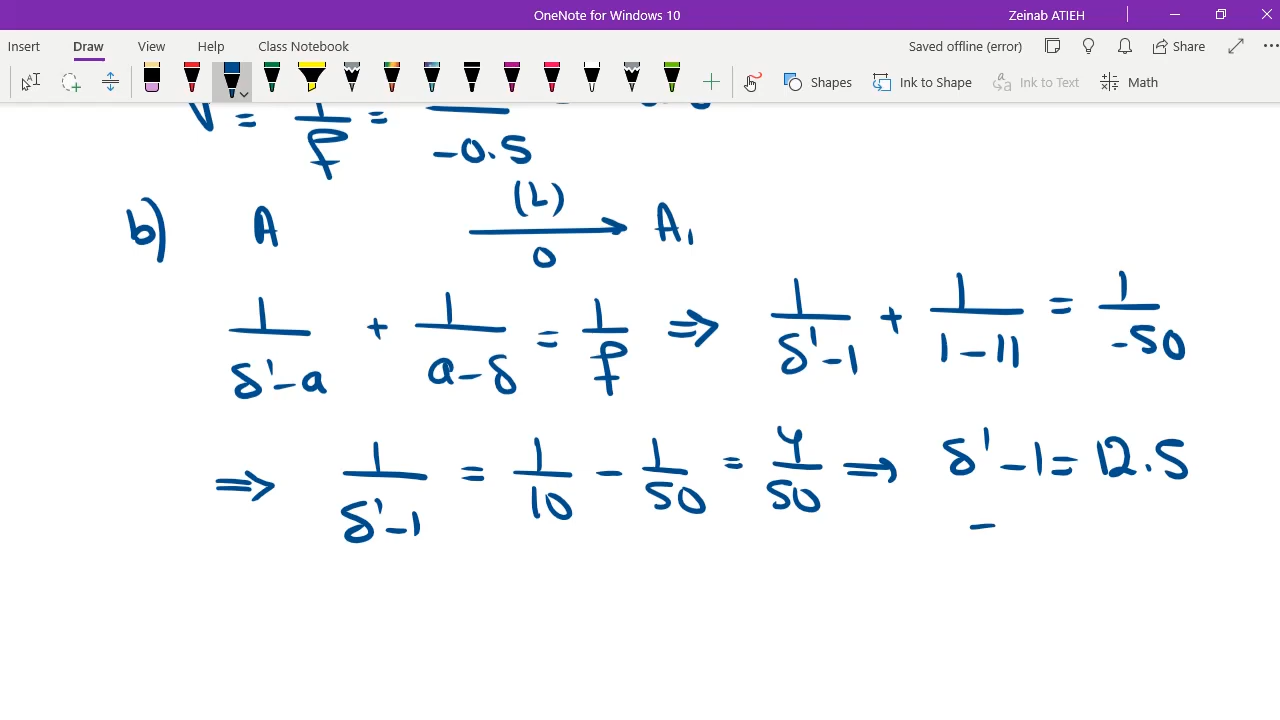 OneNote for Windows 10 Zeinab ATIEH
Insert Draw View Help Class Notebook Saved offline (error) Share
Shapes Ink to Shape Ink to Text Math
V = 1/f = -0.5
b) A (L) A₁
O
1/(δ'-a) + 1/(a-δ) = 1/f ⇒ 1/(δ'-1) + 1/(1-11) = 1/-50
⇒ 1/(δ'-1) = 1/10 - 1/50 = 4/50 ⇒ δ'-1 = 12.5
-